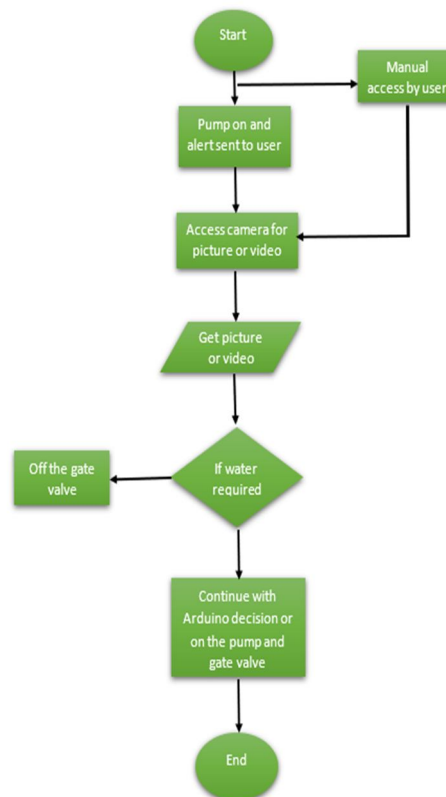 Start
Manual
access by user
Pump on and
alert sent to user
Access camera for
picture or video
Get picture
or video
If water
required
Off the gate
valve
Continue with
Arduino decision or
on the pump and
gate valve
End